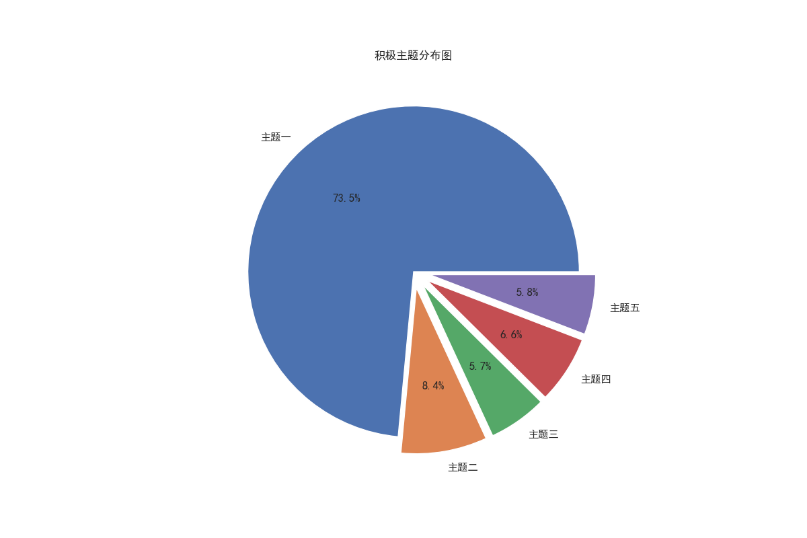 积极主题分布图
主题一
73.5%
5.8%
主题五
6.6%
5.7%
主题四
8.4%
主题三
主题二